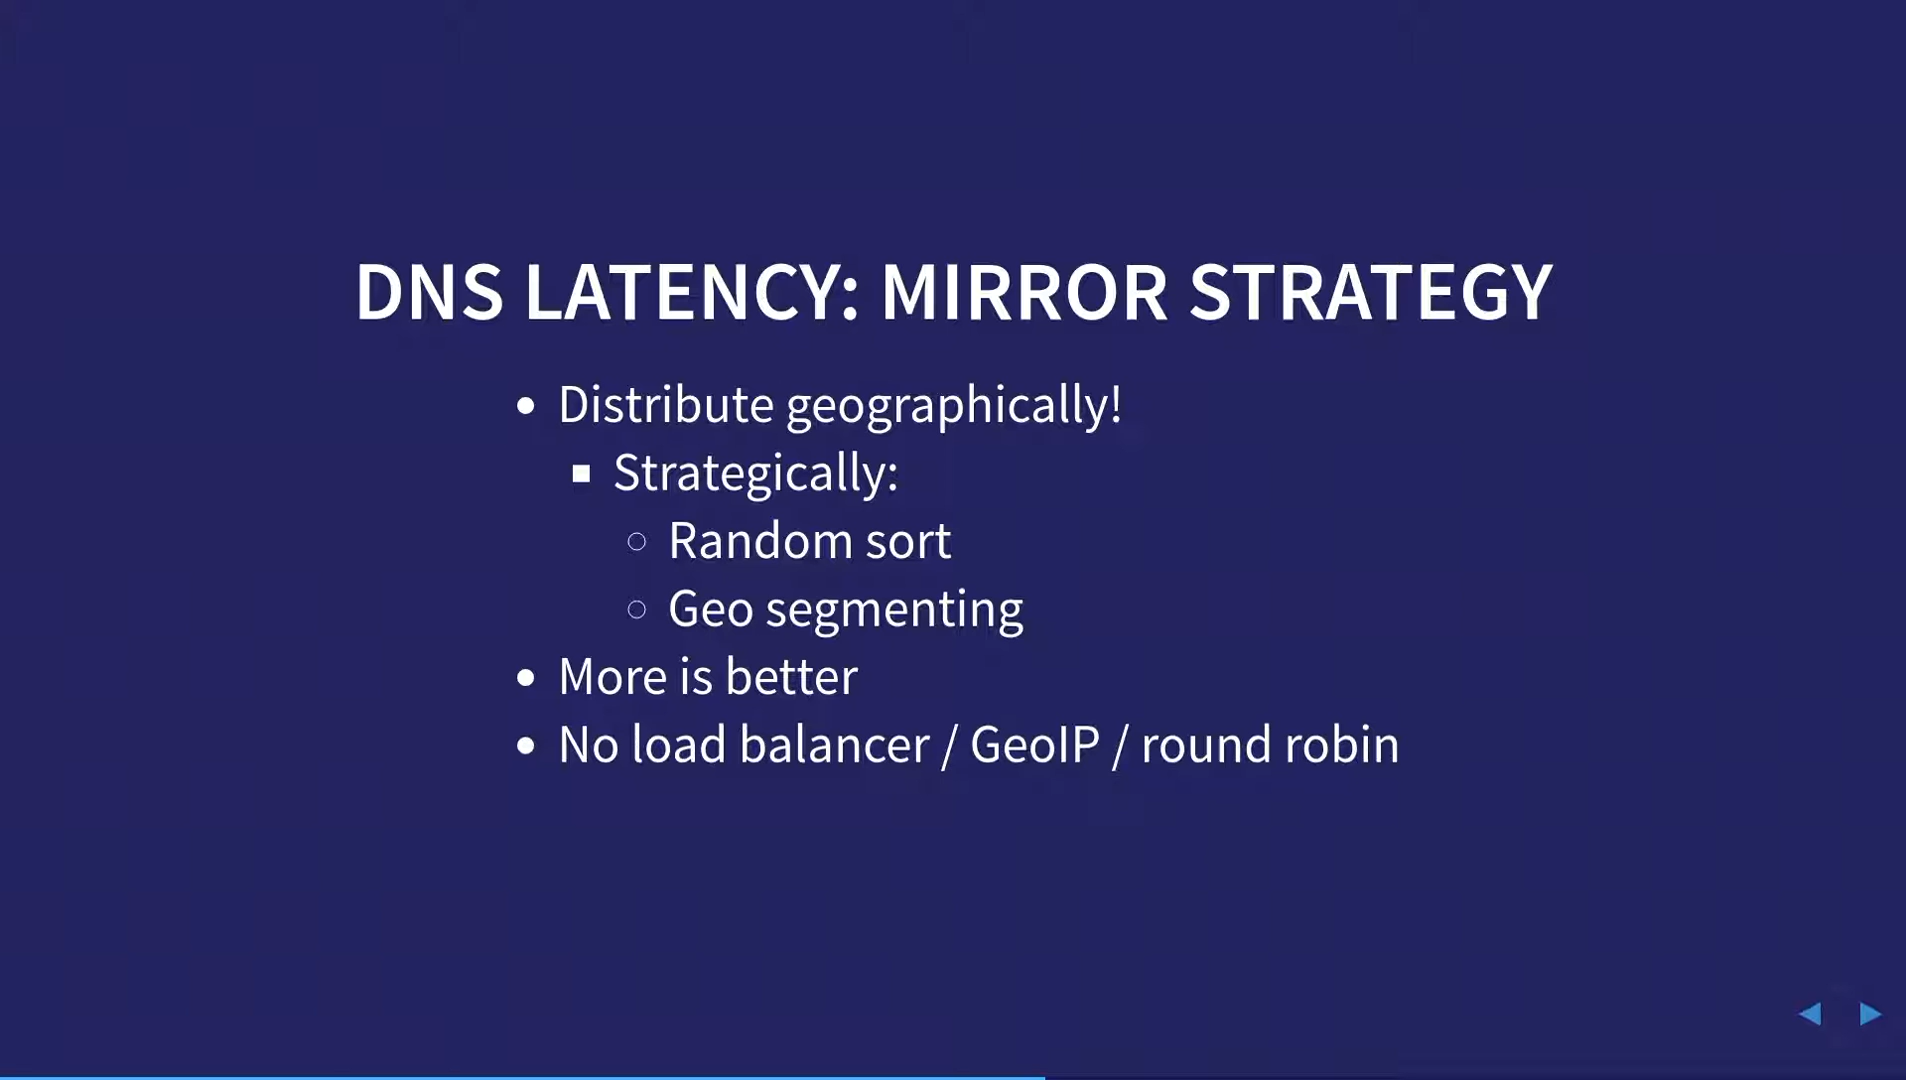 DNS LATENCY: MIRROR STRATEGY
Distribute geographically!
Strategically:
Random sort
Geo segmenting
More is better
No load balancer / GeoIP / round robin